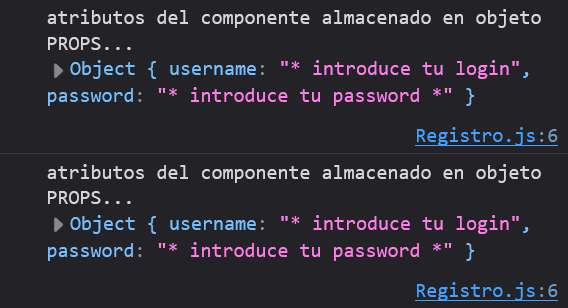 atributos del componente almacenado en objeto
PROPS...
Object { username: "* introduce tu login",
password: "* introduce tu password *" }
Registro.js:6
atributos del componente almacenado en objeto
PROPS...
Object { username: "* introduce tu login",
password: "* introduce tu password *" }
Registro.js:6